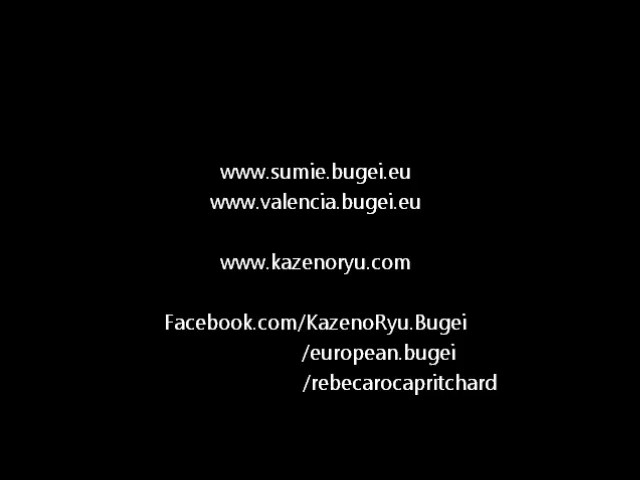 www.sumie.bugei.eu
www.valencia.bugei.eu
www.kazenoryu.com
Facebook.com/KazenoRyu.Bugei
/european.bugei
/rebecarocapritchard